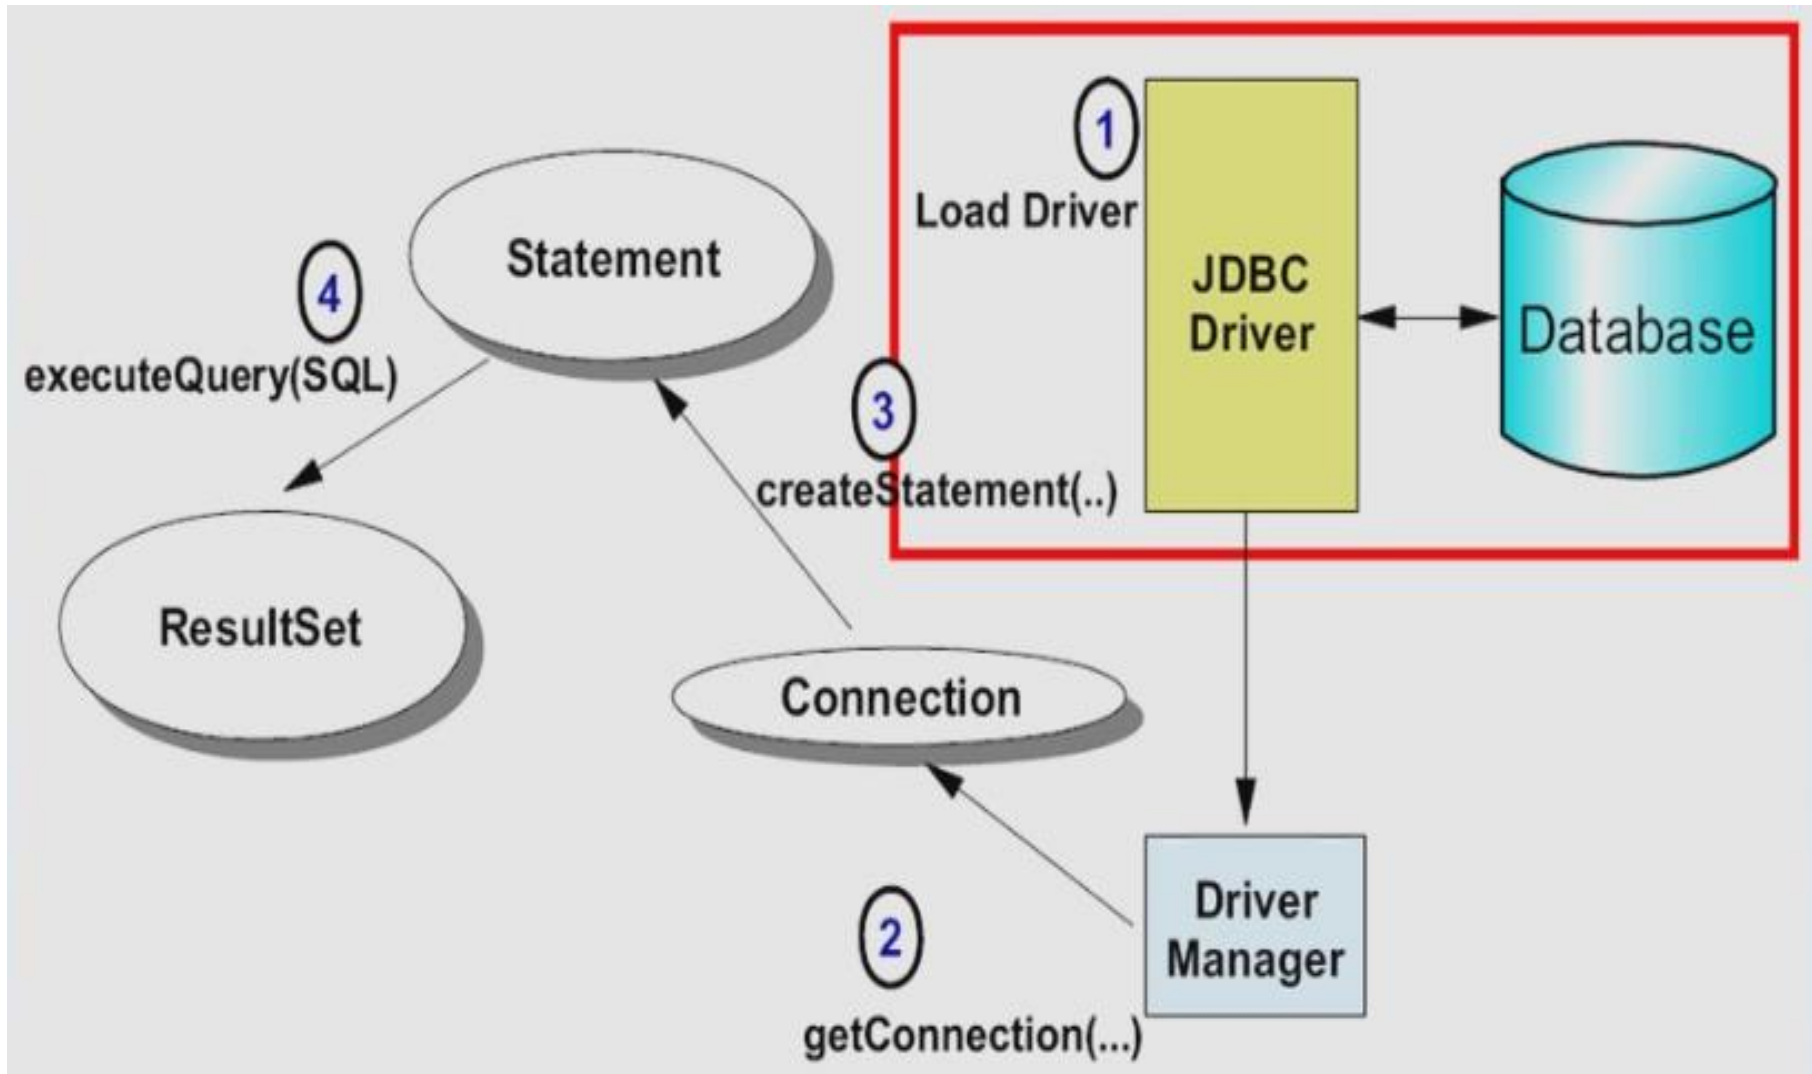 1
Load Driver
JDBC
Driver
Database
Statement
4
executeQuery(SQL)
3
createStatement(..)
ResultSet
Connection
2
getConnection(...)
Driver
Manager